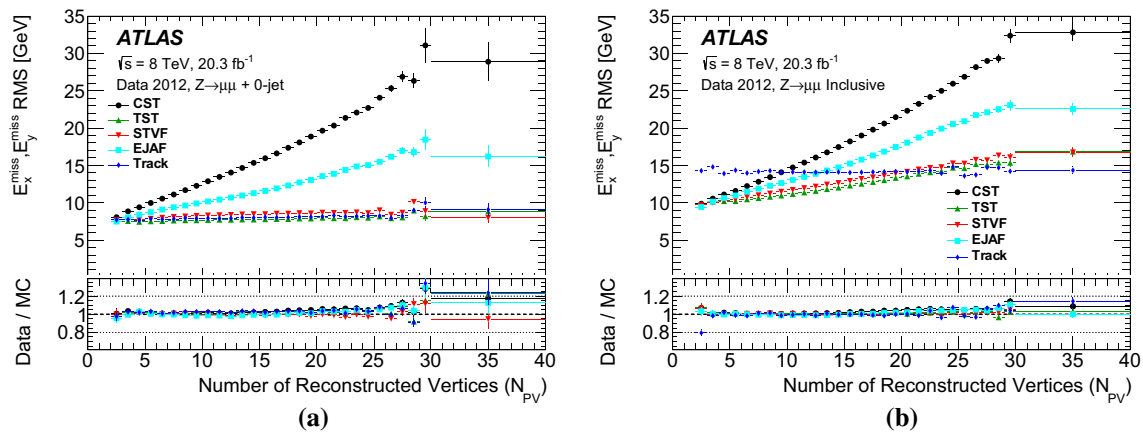 E_x^miss, E_y^miss RMS [GeV]
35
30
25
20
15
10
5
ATLAS
√s = 8 TeV, 20.3 fb⁻¹
Data 2012, Z→μμ + 0-jet
CST
TST
STVF
EJAF
Track
Data / MC
1.2
1
0.8
0 5 10 15 20 25 30 35 40
Number of Reconstructed Vertices (N_PV)
(a)
E_x^miss, E_y^miss RMS [GeV]
35
30
25
20
15
10
5
ATLAS
√s = 8 TeV, 20.3 fb⁻¹
Data 2012, Z→μμ Inclusive
CST
TST
STVF
EJAF
Track
Data / MC
1.2
1
0.8
0 5 10 15 20 25 30 35 40
Number of Reconstructed Vertices (N_PV)
(b)